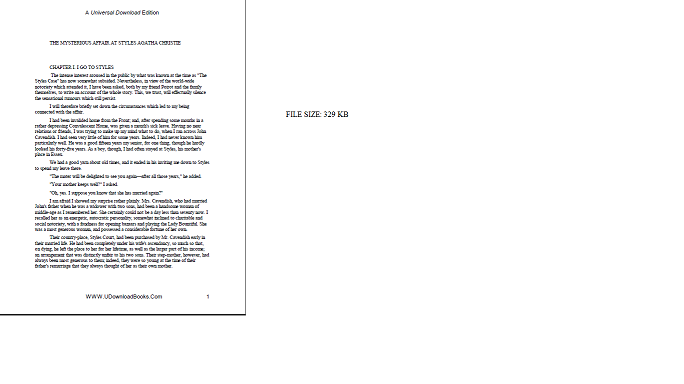 A Universal Download Edition
THE MYSTERIOUS AFFAIR AT STYLES AGATHA CHRISTIE
CHAPTER I. I GO TO STYLES
The intense interest aroused in the public by what was known at the time as "The
Styles Case" has now somewhat subsided. Nevertheless, in view of the world-wide
notoriety which attended it, I have been asked, both by my friend Poirot and the family
themselves, to write an account of the whole story. This, we trust, will effectually silence
the sensational rumours which still persist.
I will therefore briefly set down the circumstances which led to my being
connected with the affair.
I had been invalided home from the Front; and, after spending some months in a
rather depressing Convalescent Home, was given a month's sick leave. Having no near
relations or friends, I was trying to make up my mind what to do, when I ran across John
Cavendish. I had seen very little of him for some years. Indeed, I had never known him
particularly well. He was a good fifteen years my senior, for one thing, though he hardly
looked his forty-five years. As a boy, though, I had often stayed at Styles, his mother's
place in Essex.
We had a good yarn about old times, and it ended in his inviting me down to Styles
to spend my leave there.
"The mater will be delighted to see you again—after all those years," he added.
"Your mother keeps well?" I asked.
"Oh, yes. I suppose you know that she has married again?"
I am afraid I showed my surprise rather plainly. Mrs. Cavendish, who had married
John's father when he was a widower with two sons, had been a handsome woman of
middle-age as I remembered her. She certainly could not be a day less than seventy now. I
recalled her as an energetic, autocratic personality, somewhat inclined to charitable and
social notoriety, with a fondness for opening bazaars and playing the Lady Bountiful. She
was a most generous woman, and possessed a considerable fortune of her own.
Their country-place, Styles Court, had been purchased by Mr. Cavendish early in
their married life. He had been completely under his wife's ascendancy, so much so that,
on dying, he left the place to her for her lifetime, as well as the larger part of his income;
an arrangement that was distinctly unfair to his two sons. Their step-mother, however, had
always been most generous to them; indeed, they were so young at the time of their
father's remarriage that they always thought of her as their own mother.
WWW.UDownloadBooks.Com 1
FILE SIZE: 329 KB